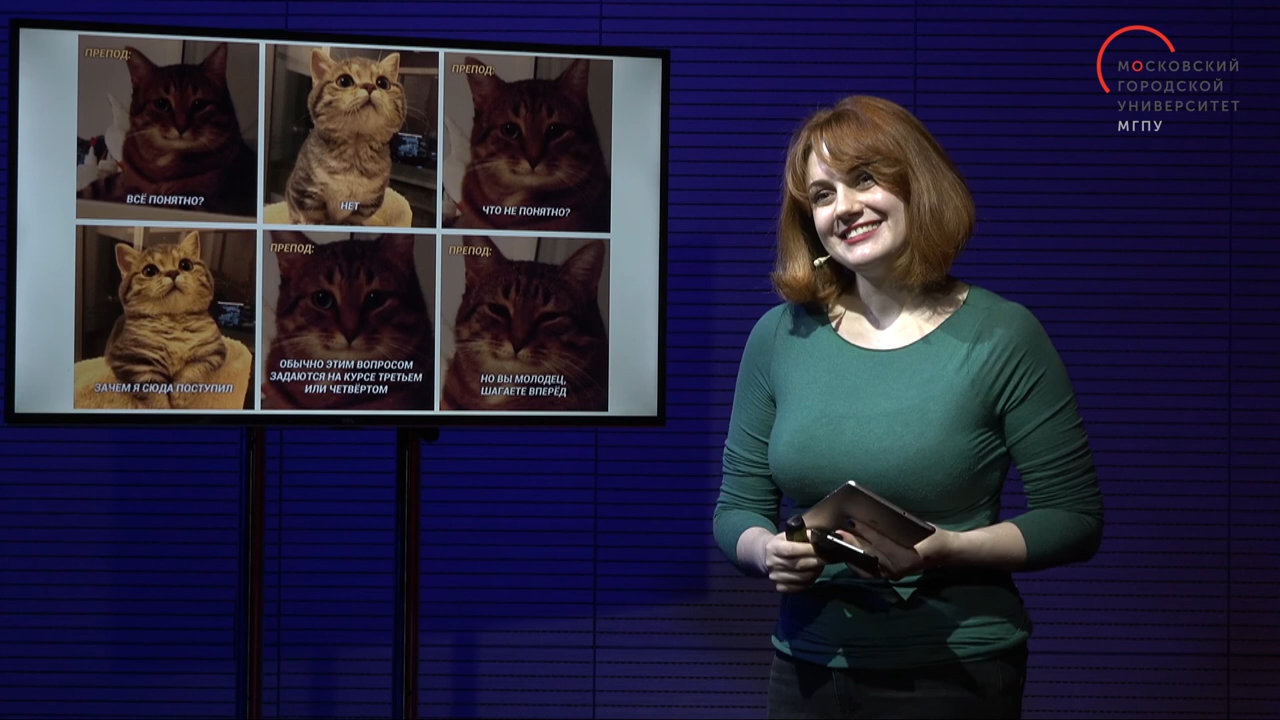 ПРЕПОД:
ВСЁ ПОНЯТНО?
НЕТ
ПРЕПОД:
ЧТО НЕ ПОНЯТНО?
ЗАЧЕМ Я СЮДА ПОСТУПИЛ
ПРЕПОД:
ОБЫЧНО ЭТИМ ВОПРОСОМ
ЗАДАЮТСЯ НА КУРСЕ ТРЕТЬЕМ
ИЛИ ЧЕТВЁРТОМ
ПРЕПОД:
НО ВЫ МОЛОДЕЦ,
ШАГАЕТЕ ВПЕРЁД
МОСКОВСКИЙ
ГОРОДСКОЙ
УНИВЕРСИТЕТ
МГПУ